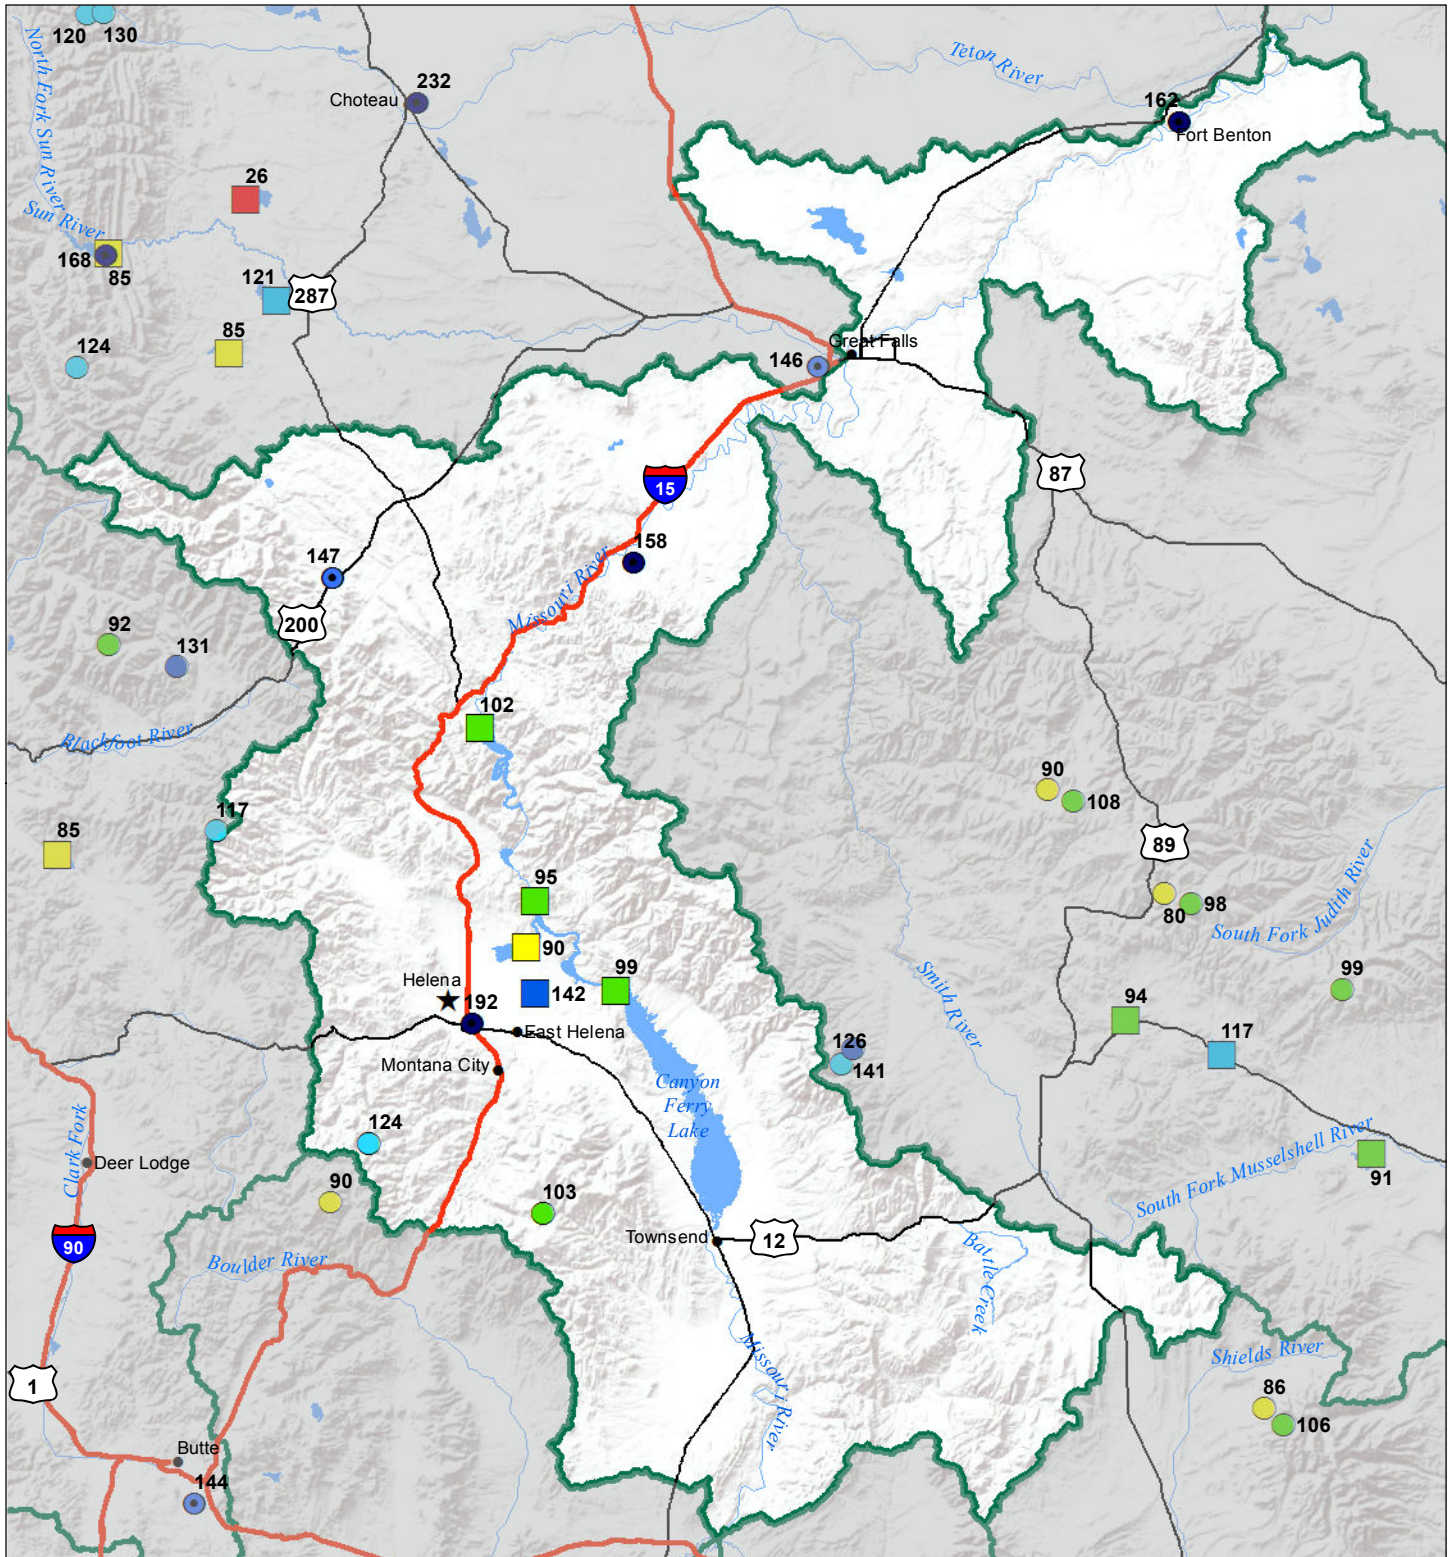 120
130
North Fork Sun River
Teton River
232
Choteau
162
Fort Benton
26
Sun River
168
85
121
287
85
124
146
Great Falls
15
87
147
158
Missouri River
200
92
131
102
Blackfoot River
90
108
117
89
85
95
80
98
South Fork Judith River
90
99
Smith River
99
Helena
192
142
94
East Helena
117
126
141
Montana City
Canyon
Ferry
Lake
Clark Fork
124
Deer Lodge
South Fork Musselshell River
91
90
103
90
Townsend
12
Battle Creek
Boulder River
Missouri River
Shields River
1
86
106
Butte
144